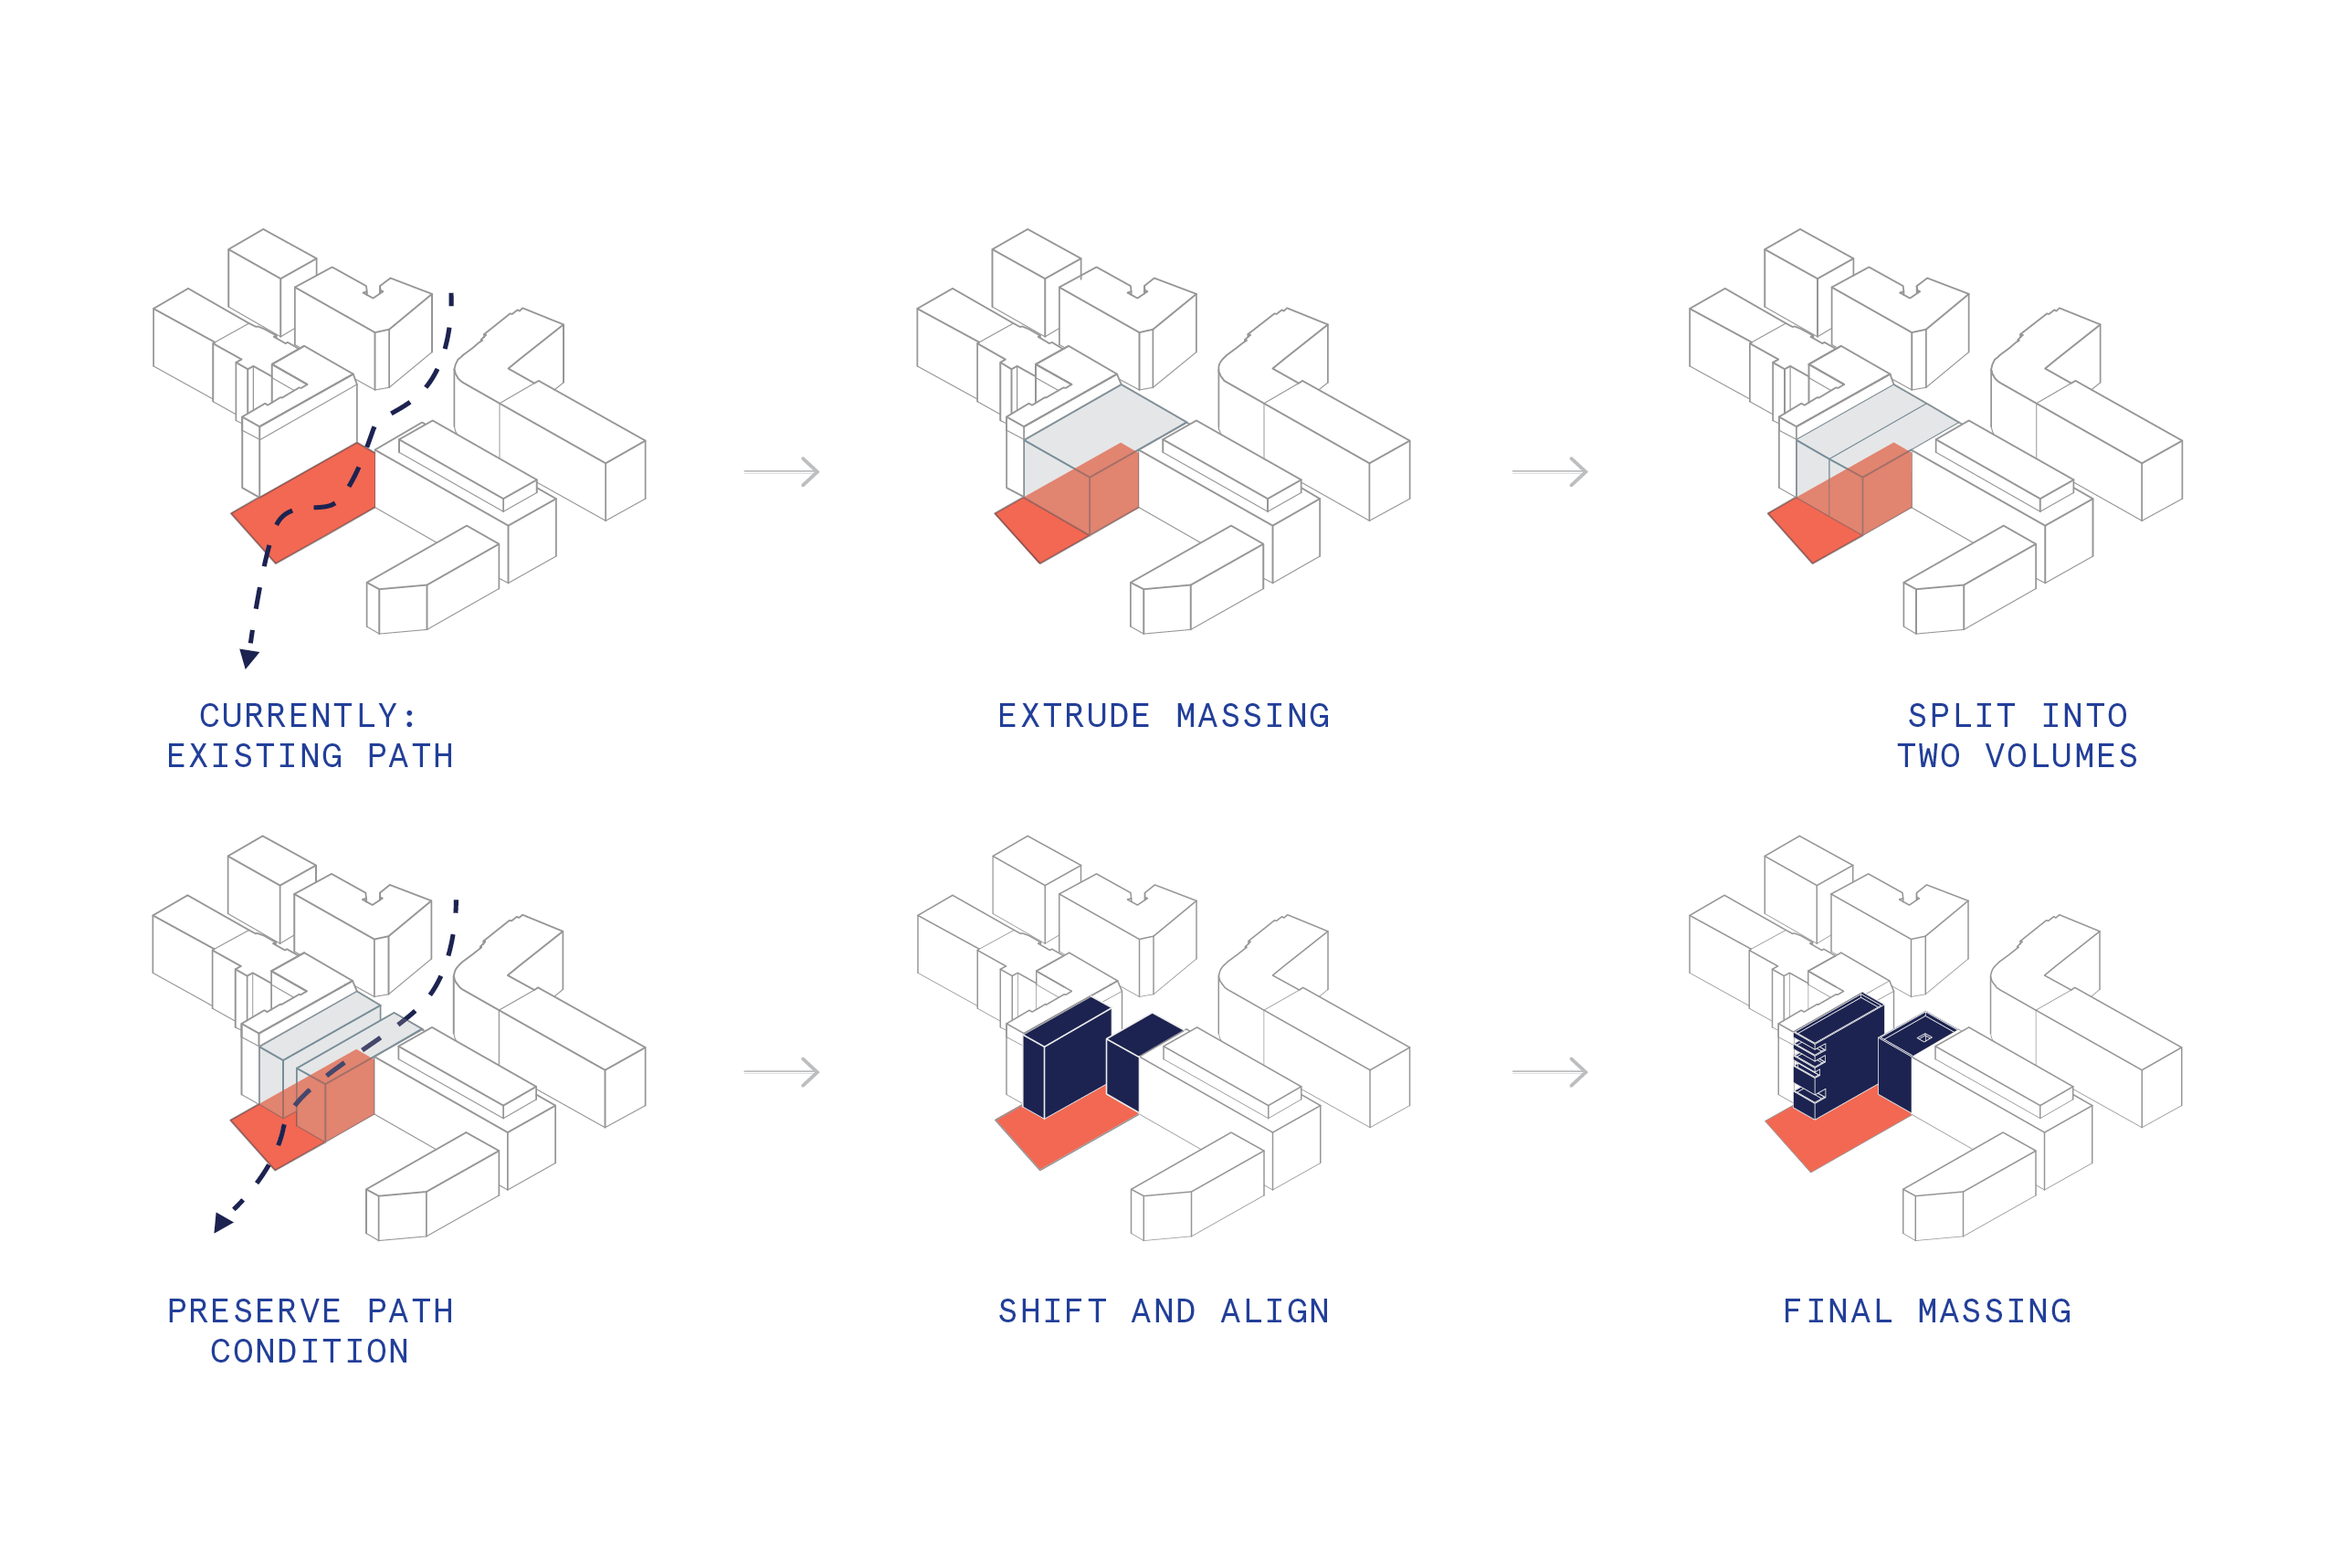 CURRENTLY:
EXISTING PATH
EXTRUDE MASSING
SPLIT INTO
TWO VOLUMES
PRESERVE PATH
CONDITION
SHIFT AND ALIGN
FINAL MASSING